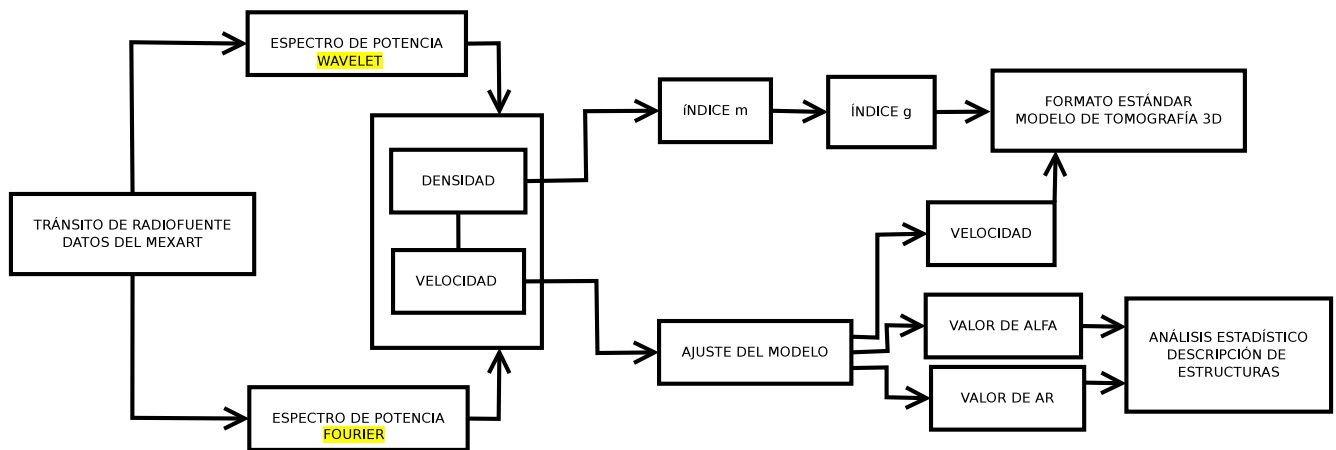 ESPECTRO DE POTENCIA
WAVELET
TRÁNSITO DE RADIOFUENTE
DATOS DEL MEXART
ESPECTRO DE POTENCIA
FOURIER
DENSIDAD
VELOCIDAD
íNDICE m
ÍNDICE g
FORMATO ESTÁNDAR
MODELO DE TOMOGRAFÍA 3D
AJUSTE DEL MODELO
VELOCIDAD
VALOR DE ALFA
VALOR DE AR
ANÁLISIS ESTADÍSTICO
DESCRIPCIÓN DE
ESTRUCTURAS